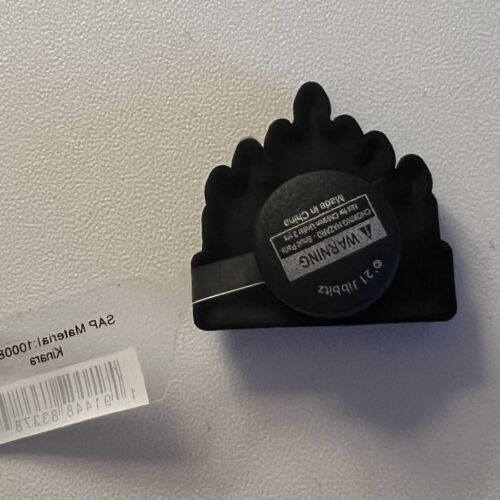 © '21 Jibbitz
⚠ WARNING
CHOKING HAZARD - Small Parts
Not for Children Under 3 yrs
Made in China
SAP Material:10008
Kinara
1 91448 83378